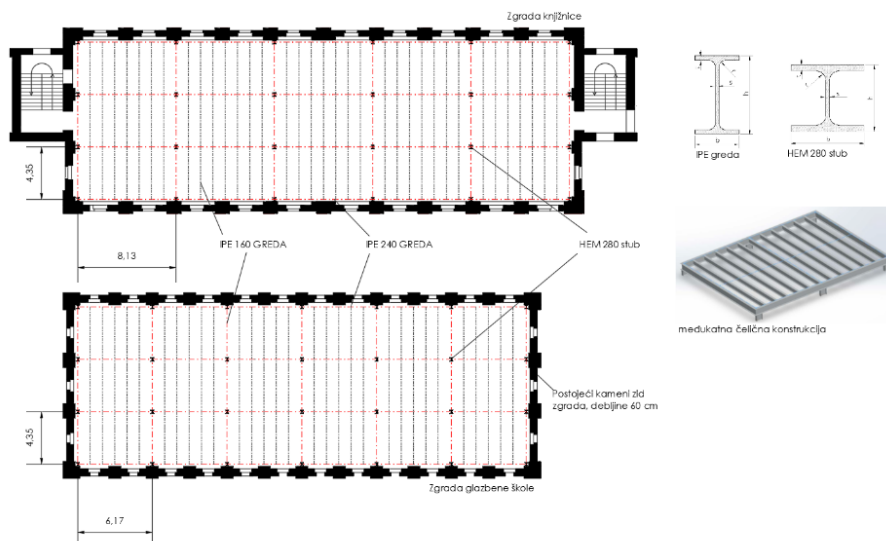 Zgrada knjižnice
IPE greda
HEM 280 stub
4,35
8,13
IPE 160 GREDA
IPE 240 GREDA
HEM 280 stub
međukatna čelična konstrukcija
Postojeći kameni zid
zgrada, debljine 60 cm
4,35
Zgrada glazbene škole
6,17